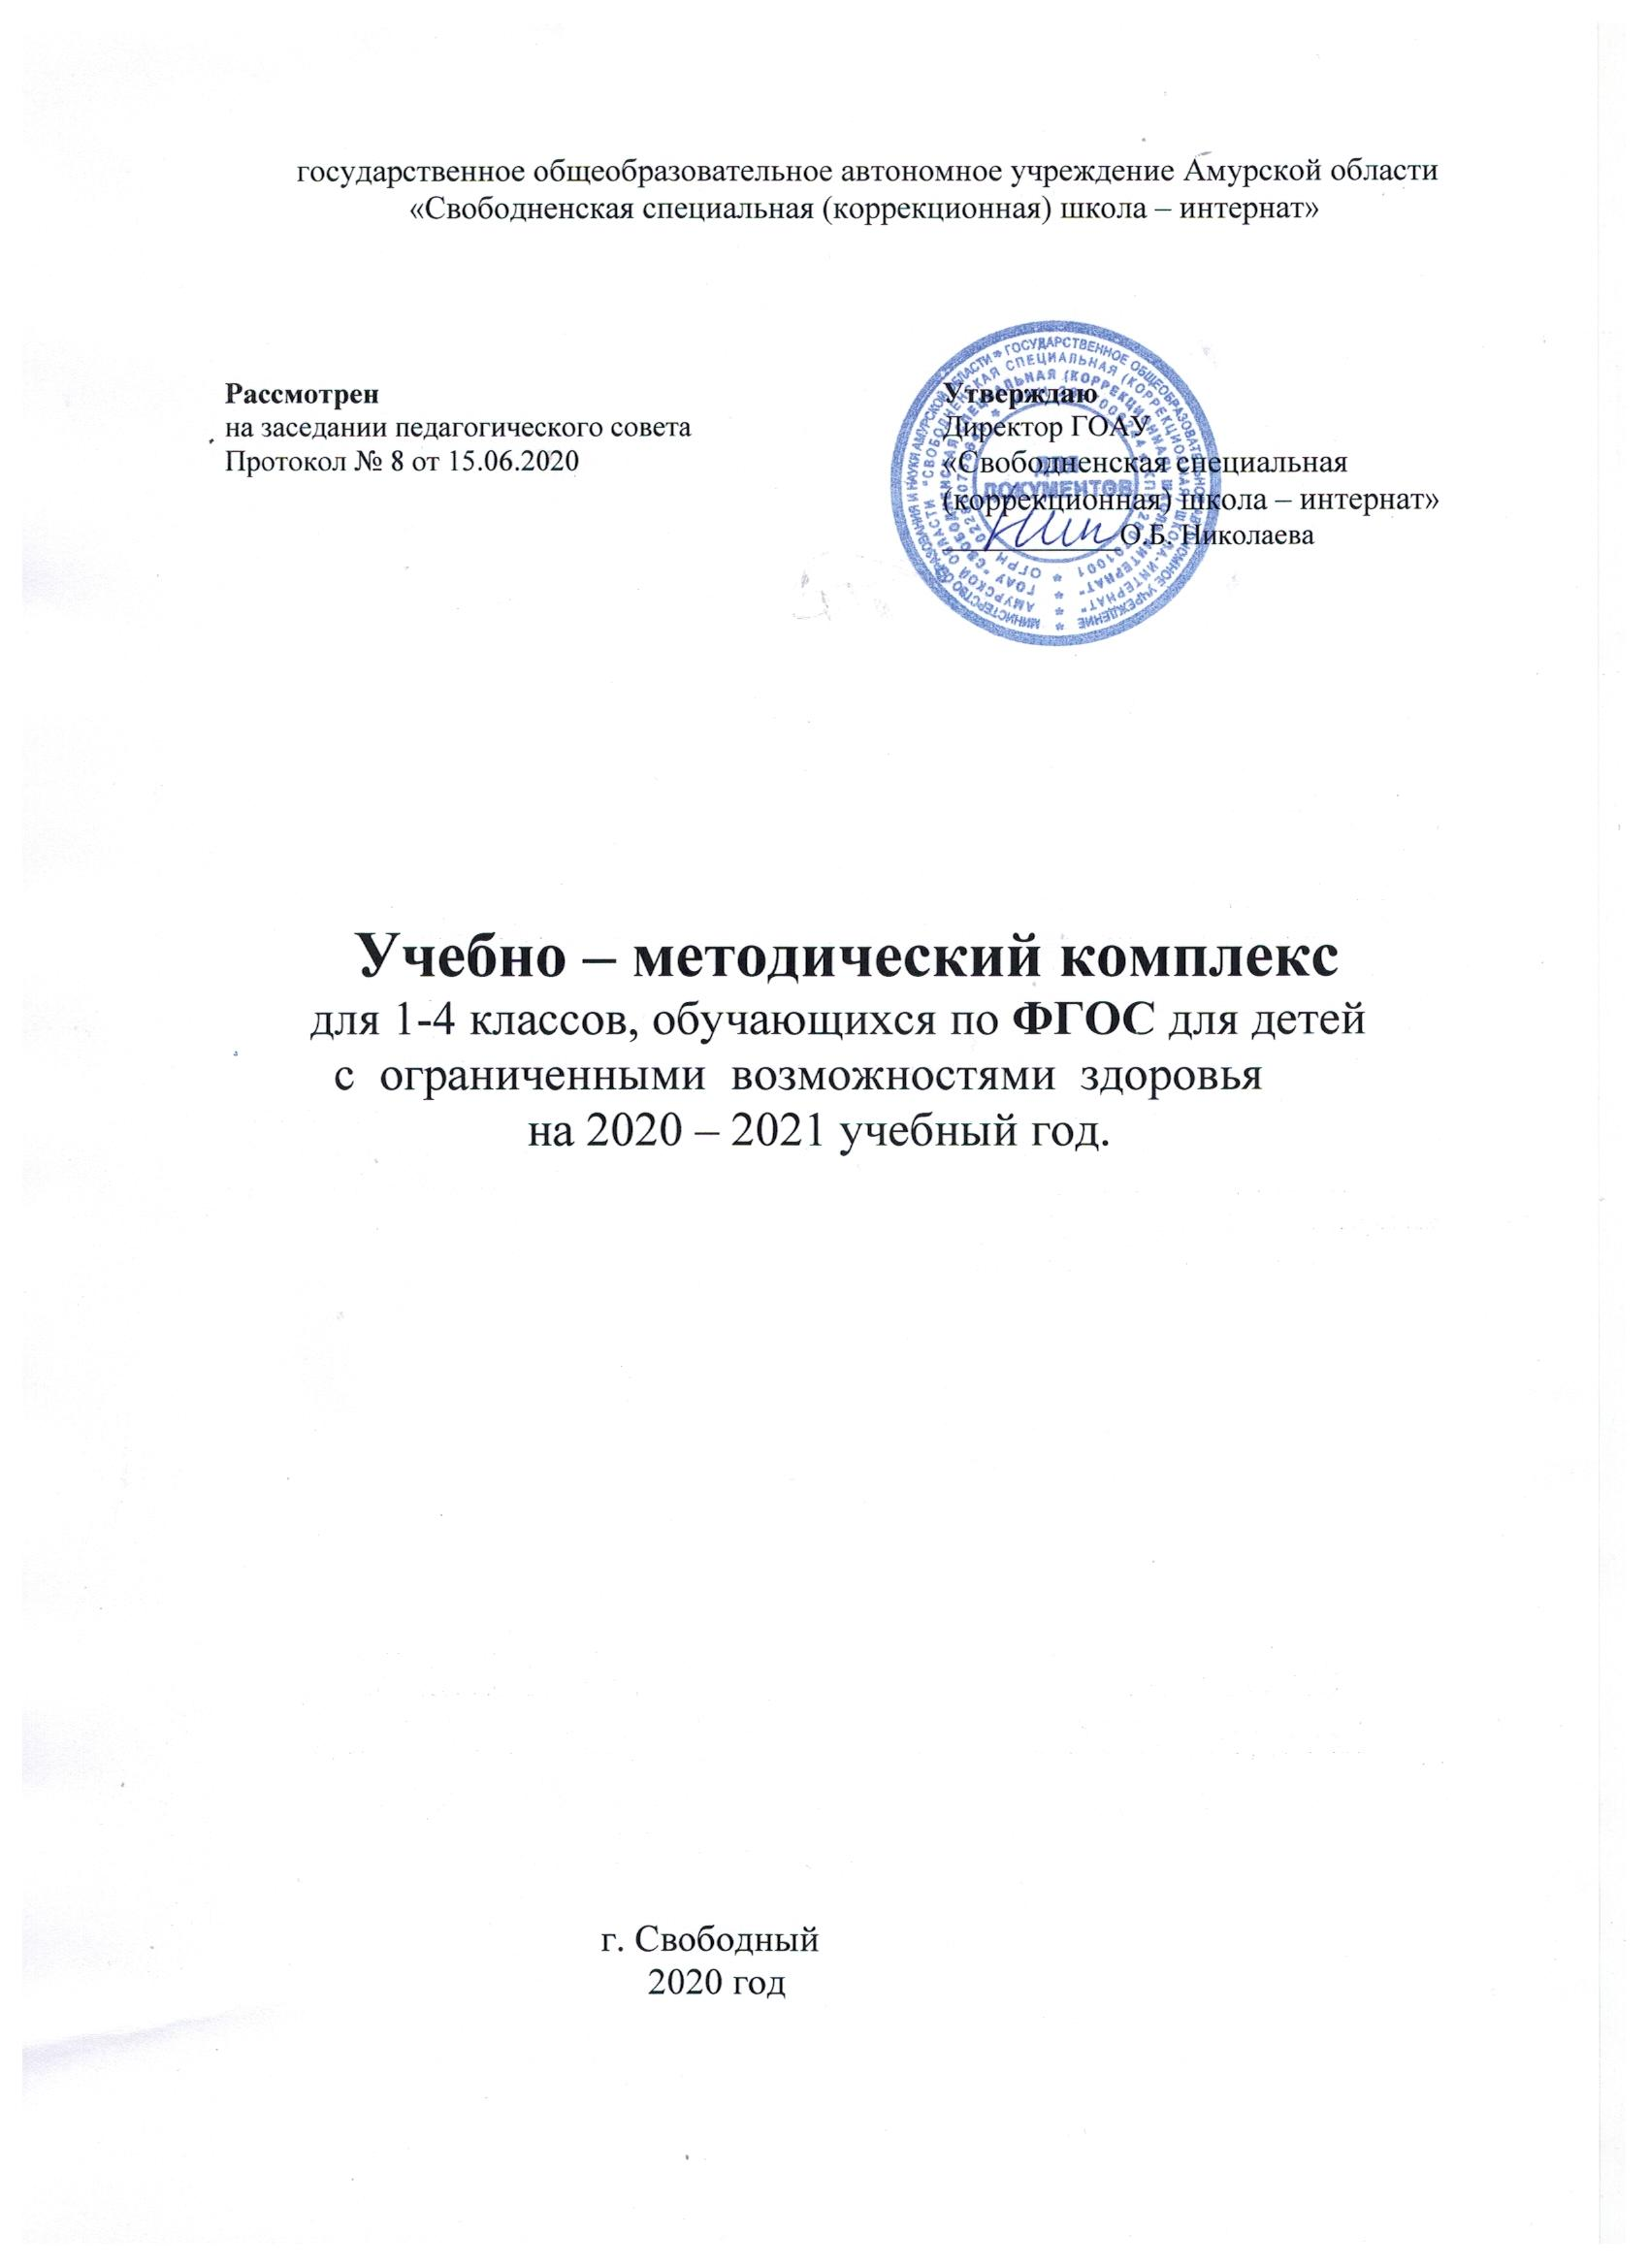 государственное общеобразовательное автономное учреждение Амурской области
«Свободненская специальная (коррекционная) школа – интернат»
Рассмотрен
на заседании педагогического совета
Протокол № 8 от 15.06.2020
Утверждаю
Директор ГОАУ
«Свободненская специальная
(коррекционная) школа – интернат»
О.Б. Николаева
ДЛЯ
ДОКУМЕНТОВ
Учебно – методический комплекс
для 1-4 классов, обучающихся по ФГОС для детей
с ограниченными возможностями здоровья
на 2020 – 2021 учебный год.
г. Свободный
2020 год